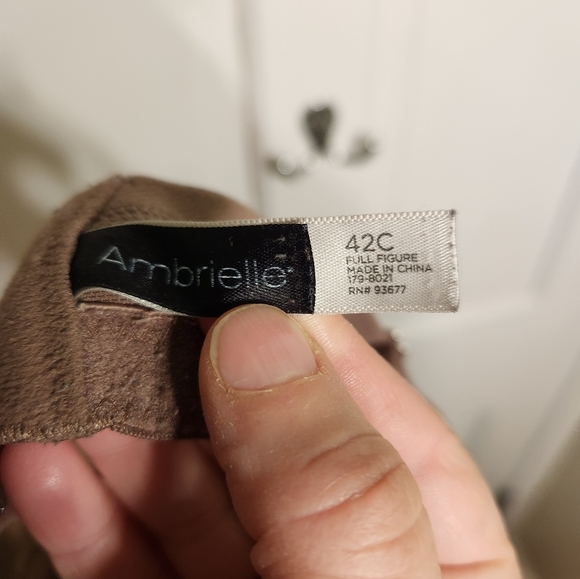 Ambrielle
42C
FULL FIGURE
MADE IN CHINA
179-8021
RN# 93677